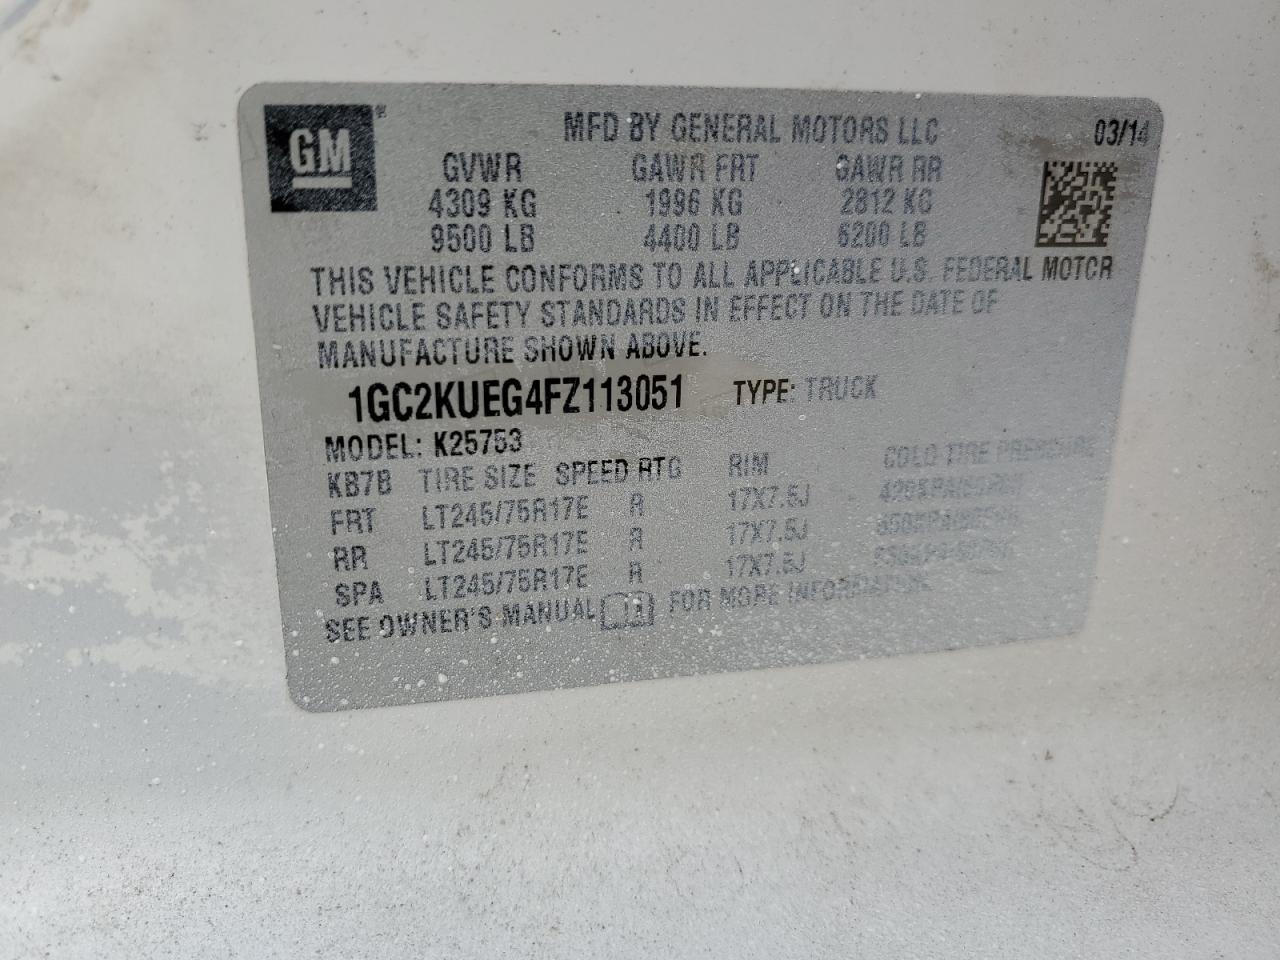 GM
MFD BY GENERAL MOTORS LLC 03/14
GVWR GAWR FRT GAWR RR
4309 KG 1996 KG 2812 KG
9500 LB 4400 LB 6200 LB
THIS VEHICLE CONFORMS TO ALL APPLICABLE U.S. FEDERAL MOTOR
VEHICLE SAFETY STANDARDS IN EFFECT ON THE DATE OF
MANUFACTURE SHOWN ABOVE.
1GC2KUEG4FZ113051 TYPE: TRUCK
MODEL: K25753
KB7B TIRE SIZE SPEED RTG RIM COLD TIRE PRESSURE
FRT LT245/75R17E R 17X7.5J
RR LT245/75R17E R 17X7.5J
SPA LT245/75R17E R 17X7.5J
SEE OWNER'S MANUAL FOR MORE INFORMATION.